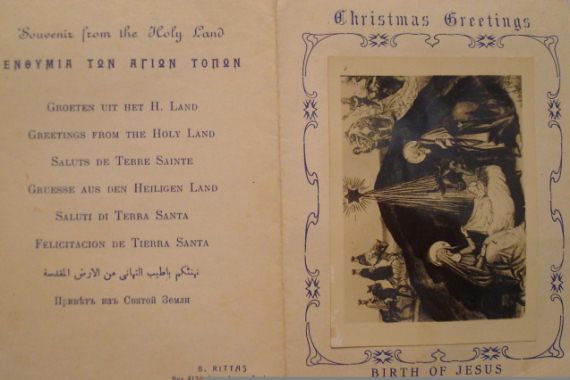 Souvenir from the Holy Land
ΕΝΘΥΜΙΑ ΤΩΝ ΑΓΙΩΝ ΤΟΠΩΝ
Groeten uit het H. Land
Greetings from the Holy Land
Saluts de Terre Sainte
Gruesse aus den Heiligen Land
Saluti di Terra Santa
Felicitacion de Tierra Santa
نهنئكم باطيب التهاني من الارض المقدسة
Привѣтъ изъ Святой Земли
B. RITTAS
Christmas Greetings
BIRTH OF JESUS